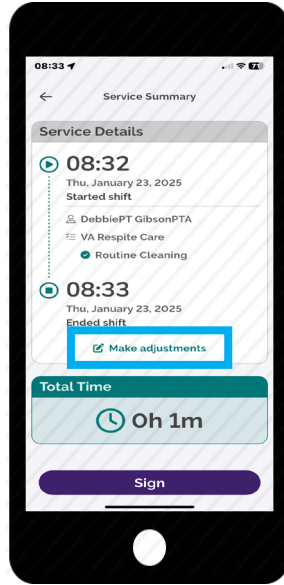 08:33
71
Service Summary
Service Details
08:32
Thu, January 23, 2025
Started shift
DebbiePT GibsonPTA
VA Respite Care
Routine Cleaning
08:33
Thu, January 23, 2025
Ended shift
Make adjustments
Total Time
0h 1m
Sign